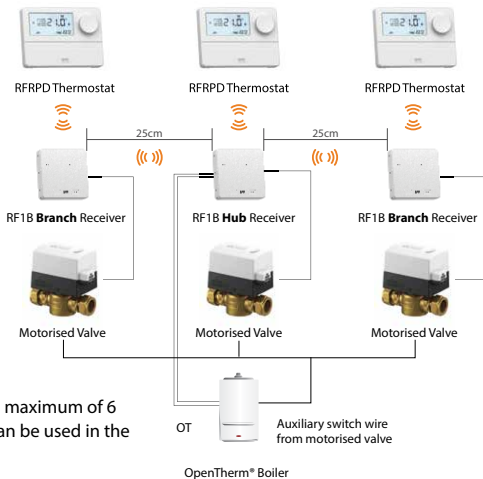 21.0°
21.0°
21.0°
RFRPD Thermostat
RFRPD Thermostat
RFRPD Thermostat
25cm
25cm
RF1B Branch Receiver
RF1B Hub Receiver
RF1B Branch Receiver
Motorised Valve
Motorised Valve
Motorised Valve
maximum of 6
an be used in the
OT
Auxiliary switch wire
from motorised valve
OpenTherm® Boiler